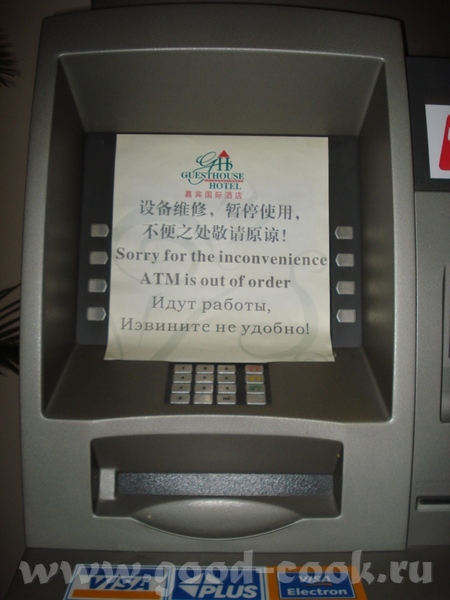 GH
GUESTHOUSE
HOTEL
嘉宾国际酒店
设备维修，暂停使用，
不便之处敬请原谅！
Sorry for the inconvenience
ATM is out of order
Идут работы,
Иэвините не удобно!
VISA
PLUS
VISA
Electron
www.good-cook.ru